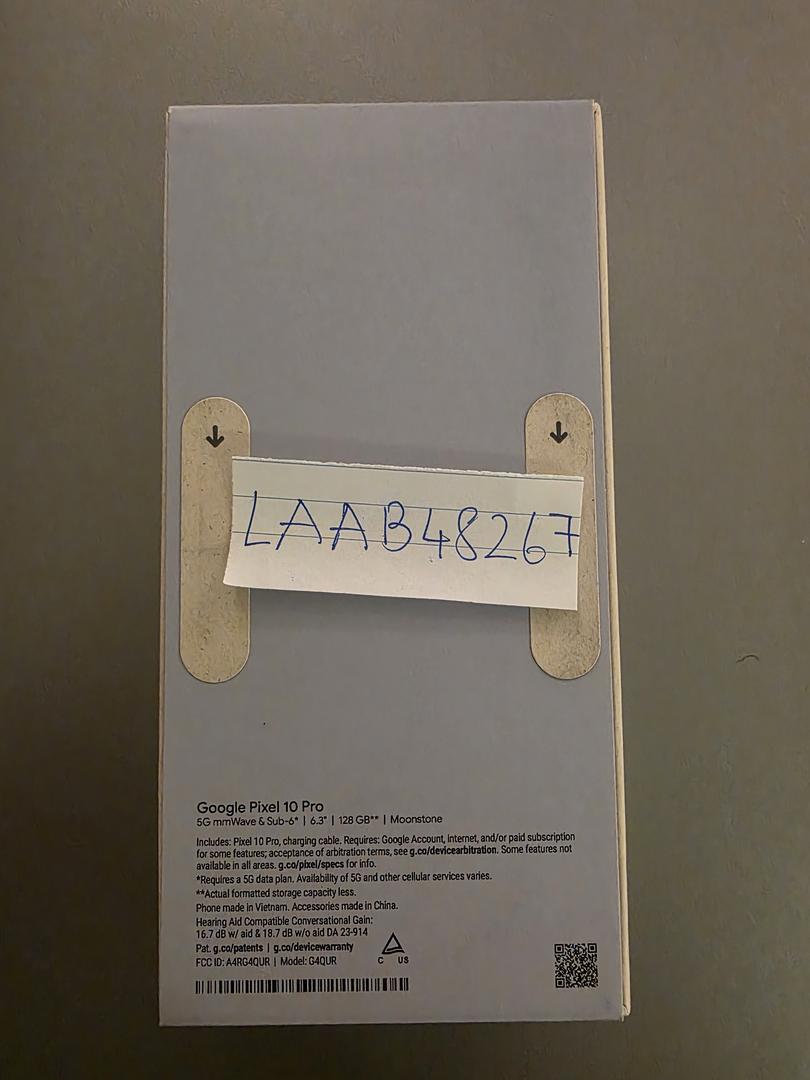 LAAB48267
Google Pixel 10 Pro
5G mmWave & Sub-6* | 6.3" | 128 GB** | Moonstone
Includes: Pixel 10 Pro, charging cable. Requires: Google Account, internet, and/or paid subscription
for some features; acceptance of arbitration terms, see g.co/devicearbitration. Some features not
available in all areas. g.co/pixel/specs for info.
*Requires a 5G data plan. Availability of 5G and other cellular services varies.
**Actual formatted storage capacity less.
Phone made in Vietnam. Accessories made in China.
Hearing Aid Compatible Conversational Gain:
16.7 dB w/ aid & 18.7 dB w/o aid DA 23-914
Pat. g.co/patents | g.co/devicewarranty
FCC ID: A4RG4QUR | Model: G4QUR
C US